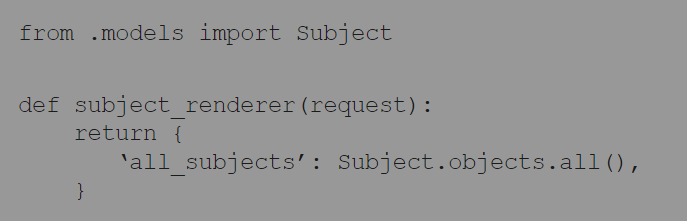 from .models import Subject
def subject_renderer(request):
    return {
        ‘all_subjects’: Subject.objects.all(),
    }